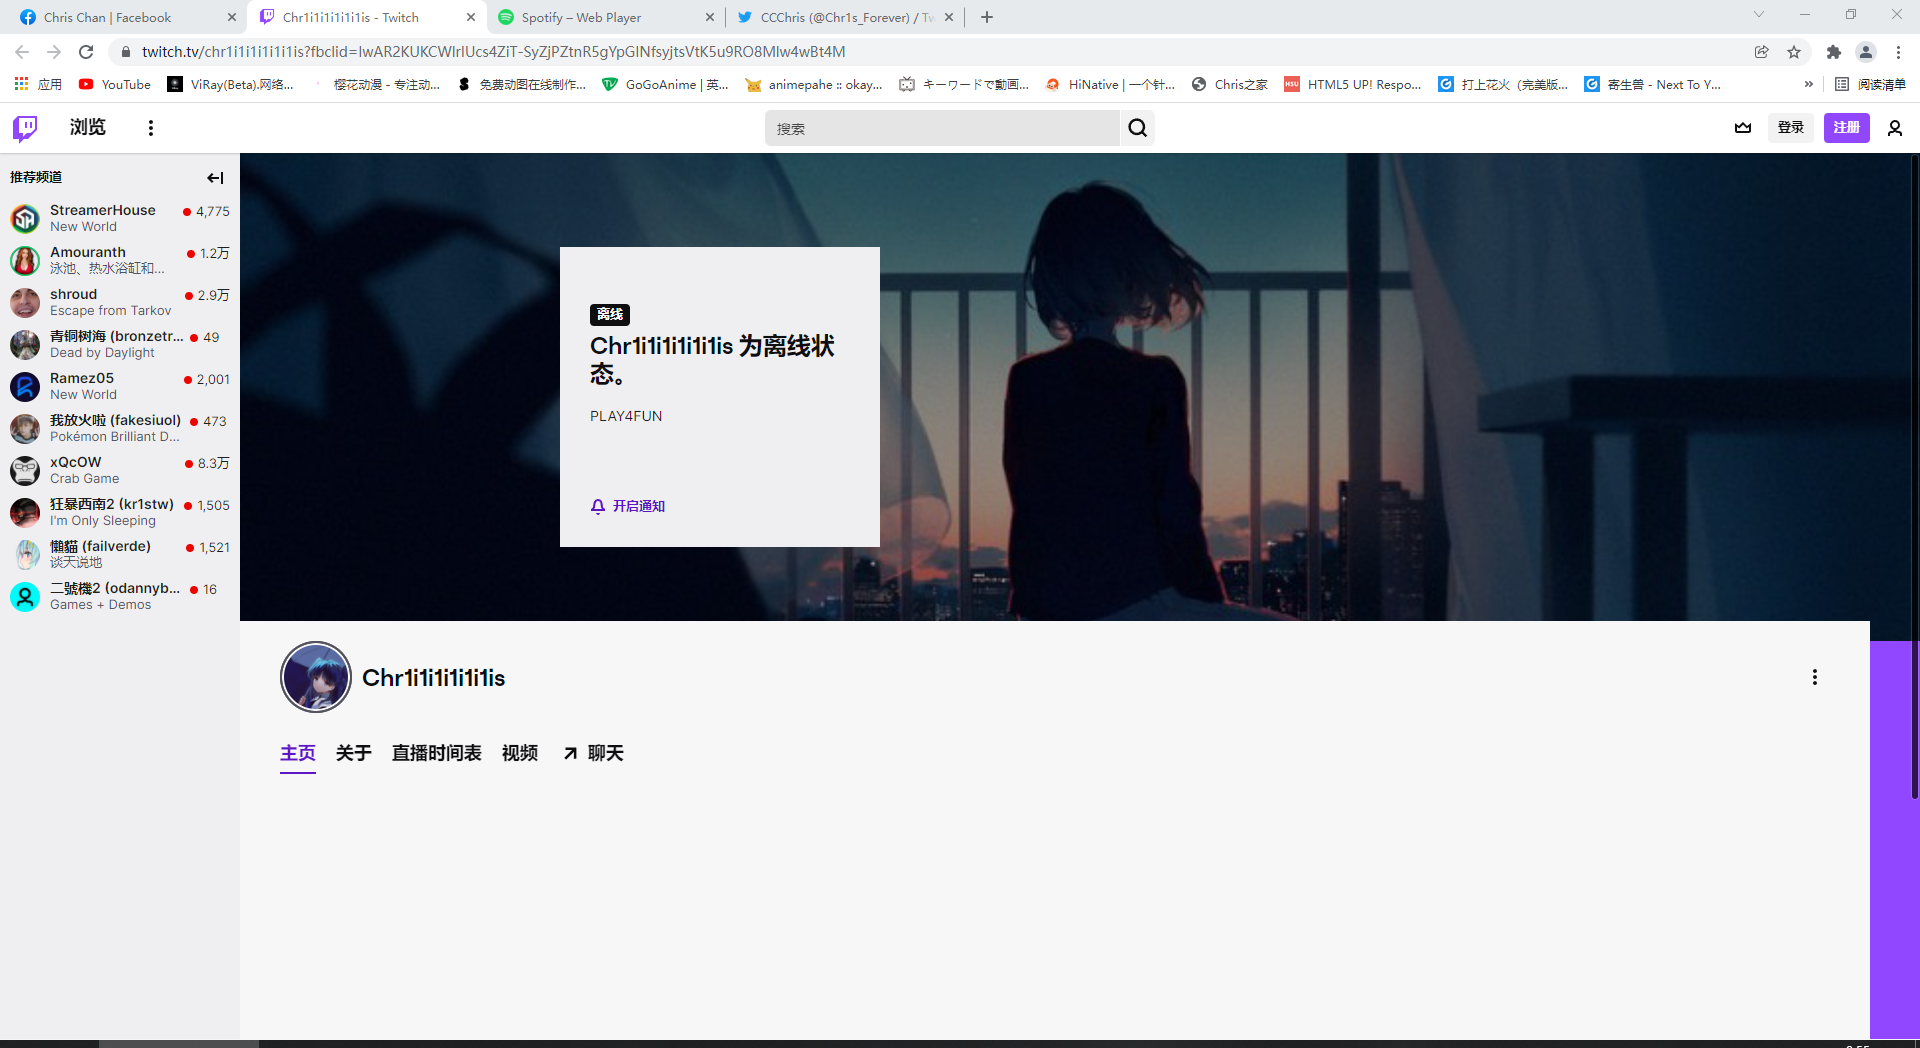 Chris Chan | Facebook
Chr1i1i1i1i1i1is - Twitch
Spotify – Web Player
CCChris (@Chr1s_Forever) / Tw
twitch.tv/chr1i1i1i1i1i1is?fbclid=IwAR2KUKCWIrlUcs4ZiT-SyZjPZtnR5gYpGlNfsyjtsVtK5u9RO8Mlw4wBt4M
应用
YouTube
ViRay(Beta).网络...
樱花动漫 - 专注动...
免费动图在线制作...
GoGoAnime | 英...
animepahe :: okay...
キーワードで動画...
HiNative | 一个针...
Chris之家
HTML5 UP! Respo...
打上花火（完美版...
寄生兽 - Next To Y...
»
阅读清单
浏览
搜索
登录
注册
推荐频道
StreamerHouse 4,775
New World
Amouranth 1.2万
泳池、热水浴缸和...
shroud 2.9万
Escape from Tarkov
青铜树海 (bronzetr... 49
Dead by Daylight
Ramez05 2,001
New World
我放火啦 (fakesiuol) 473
Pokémon Brilliant D...
xQcOW 8.3万
Crab Game
狂暴西南2 (kr1stw) 1,505
I'm Only Sleeping
懶貓 (failverde) 1,521
谈天说地
二號機2 (odannyb... 16
Games + Demos
离线
Chr1i1i1i1i1i1is 为离线状
态。
PLAY4FUN
开启通知
Chr1i1i1i1i1i1is
主页
关于
直播时间表
视频
聊天